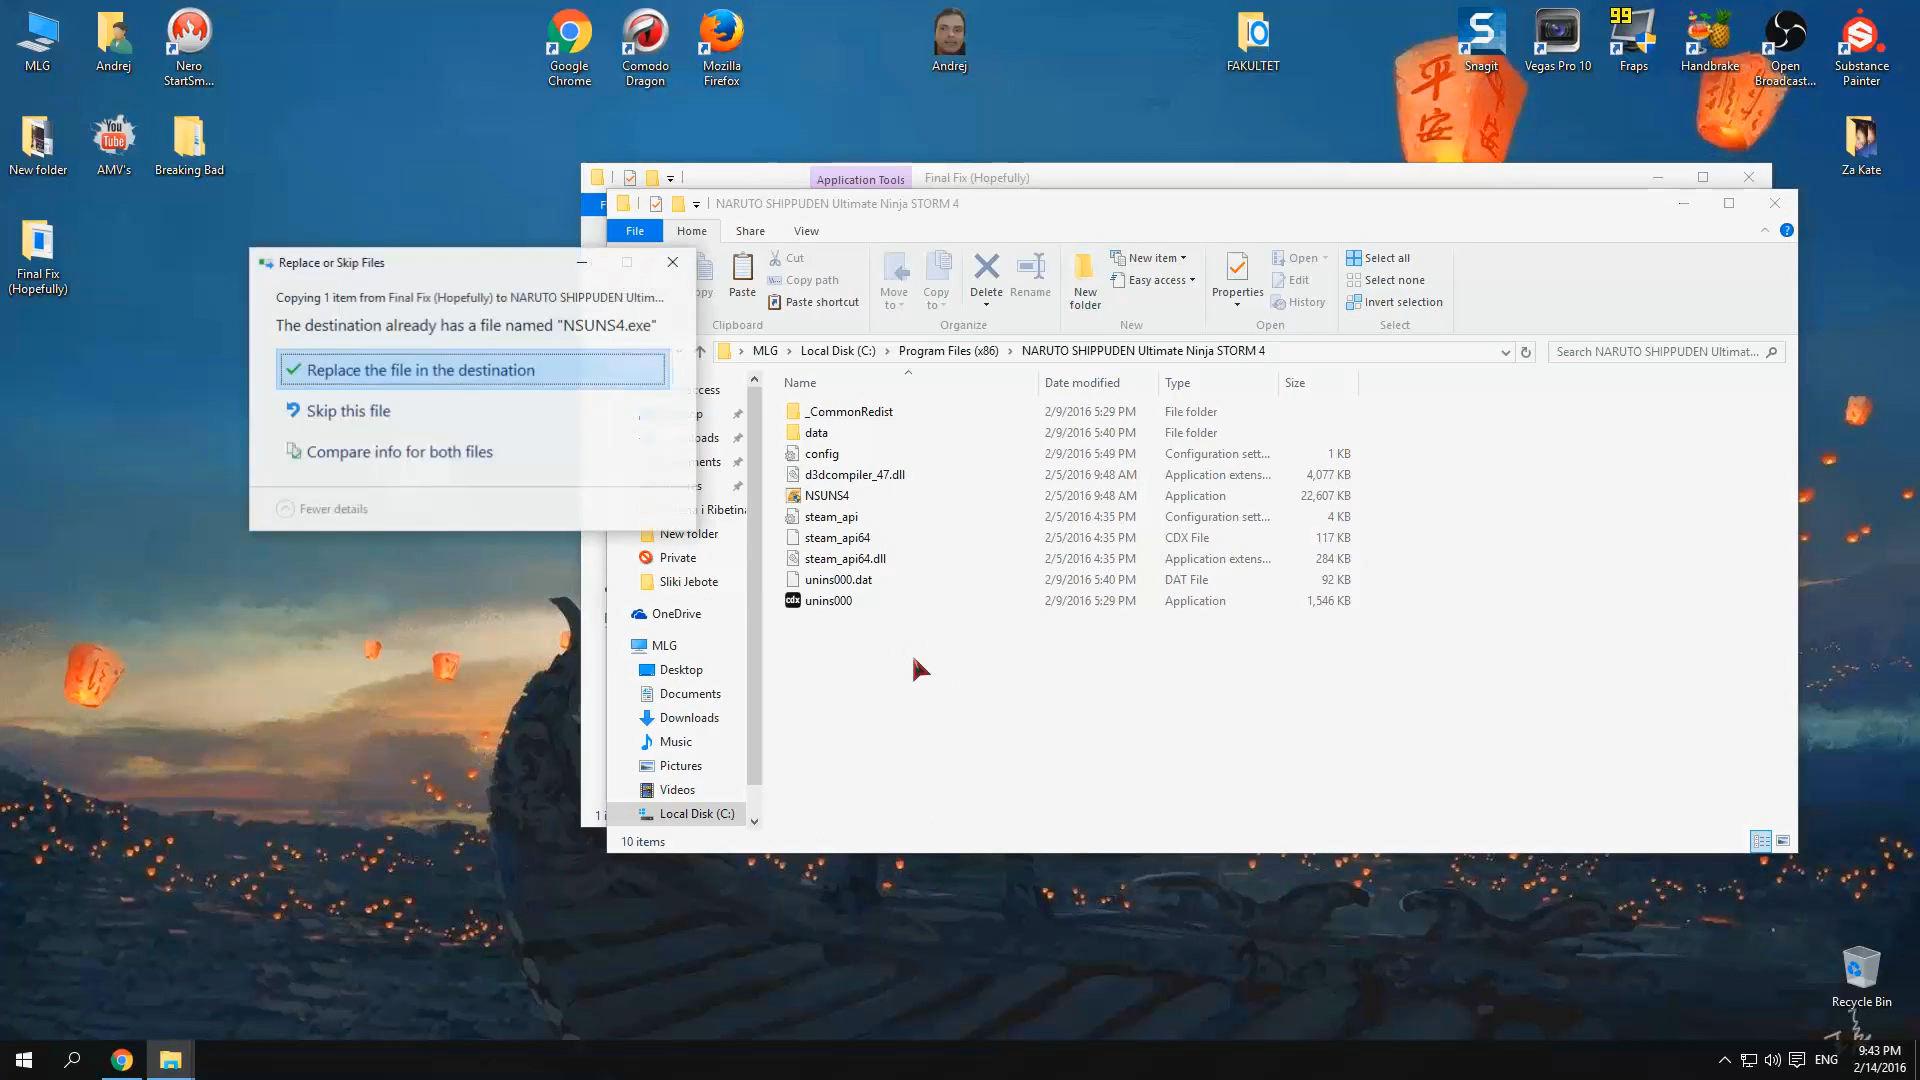 MLG
Andrej
Nero
StartSm...
Google
Chrome
Comodo
Dragon
Mozilla
Firefox
Andrej
FAKULTET
Snagit
Vegas Pro 10
99
Fraps
Handbrake
Open
Broadcast...
Substance
Painter
New folder
You
Tube
AMV's
Breaking Bad
Za Kate
Final Fix
(Hopefully)
平
安
Application Tools
Final Fix (Hopefully)
NARUTO SHIPPUDEN Ultimate Ninja STORM 4
File
Home
Share
View
Paste
Cut
Copy path
Paste shortcut
Clipboard
Move
to
Copy
to
Delete
Rename
Organize
New
folder
New item
Easy access
New
Properties
Open
Edit
History
Open
Select all
Select none
Invert selection
Select
MLG
Local Disk (C:)
Program Files (x86)
NARUTO SHIPPUDEN Ultimate Ninja STORM 4
Search NARUTO SHIPPUDEN Ultimat...
Replace or Skip Files
Copying 1 item from Final Fix (Hopefully) to NARUTO SHIPPUDEN Ultim...
The destination already has a file named "NSUNS4.exe"
Replace the file in the destination
Skip this file
Compare info for both files
Fewer details
New folder
Private
Sliki Jebote
OneDrive
MLG
Desktop
Documents
Downloads
Music
Pictures
Videos
Local Disk (C:)
Name Date modified Type Size
_CommonRedist 2/9/2016 5:29 PM File folder
data 2/9/2016 5:40 PM File folder
config 2/9/2016 5:49 PM Configuration sett... 1 KB
d3dcompiler_47.dll 2/5/2016 9:48 AM Application extens... 4,077 KB
NSUNS4 2/5/2016 9:48 AM Application 22,607 KB
steam_api 2/5/2016 4:35 PM Configuration sett... 4 KB
steam_api64 2/5/2016 4:35 PM CDX File 117 KB
steam_api64.dll 2/5/2016 4:35 PM Application extens... 284 KB
unins000.dat 2/9/2016 5:40 PM DAT File 92 KB
cdx
unins000 2/9/2016 5:29 PM Application 1,546 KB
10 items
Recycle Bin
ENG
9:43 PM
2/14/2016